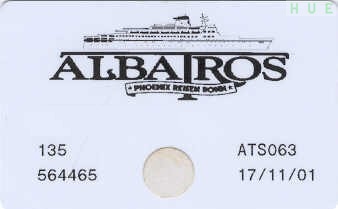 HUE
ALBATROS
PHOENIX REISEN BONN
135 ATS063
564465 17/11/01